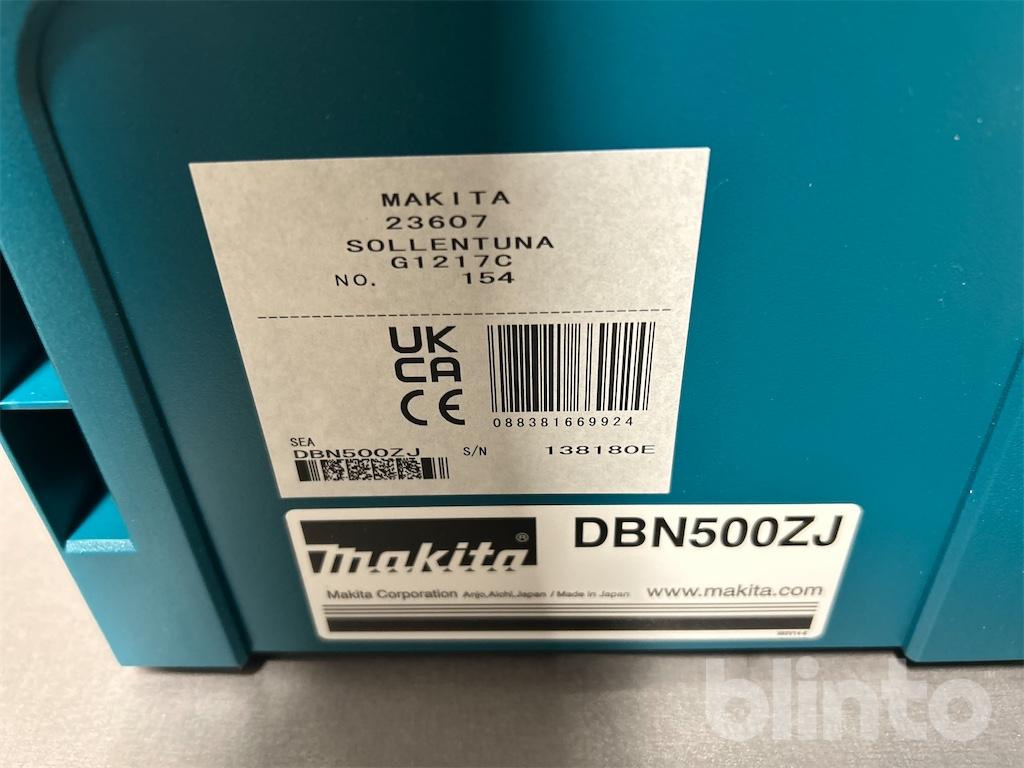 MAKITA
23607
SOLLENTUNA
G1217C
NO. 154
UK
CA
CE
088381669924
SEA
DBN500ZJ S/N 138180E
makita® DBN500ZJ
Makita Corporation Anjo,Aichi,Japan / Made in Japan www.makita.com
blinto